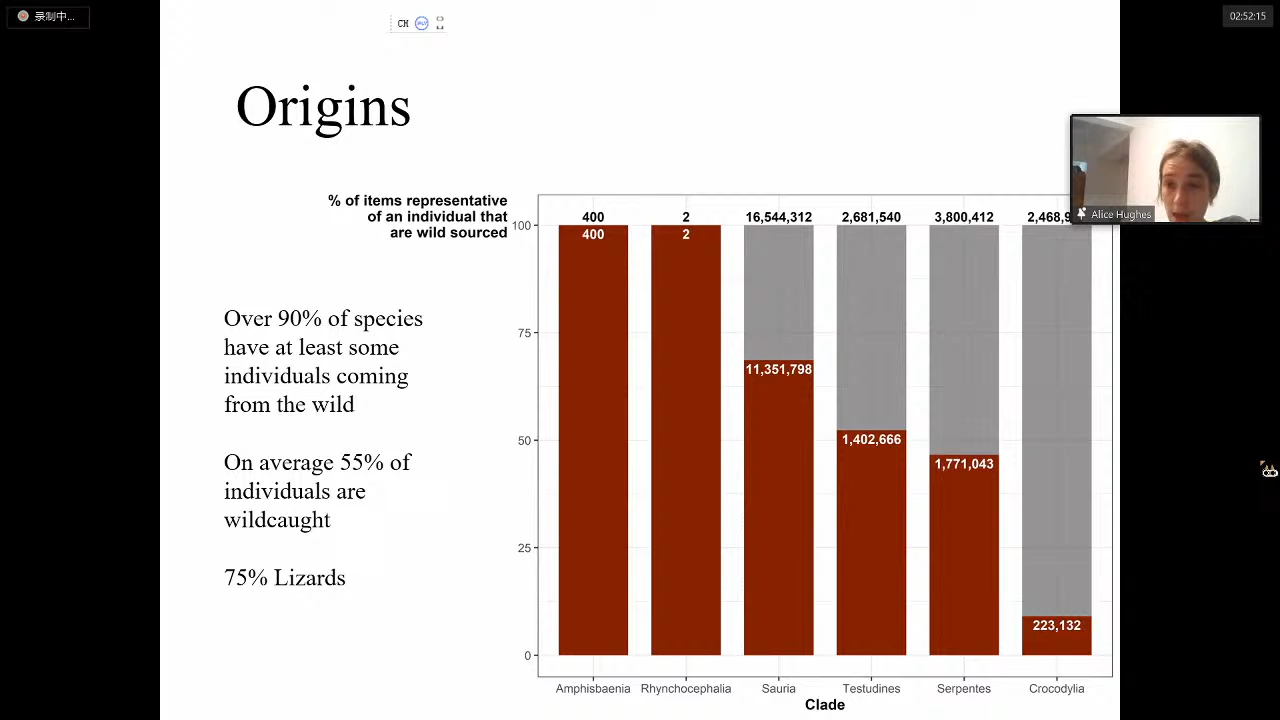 录制中...
CH
02:52:15
Origins
Alice Hughes
% of items representative
of an individual that
are wild sourced
Over 90% of species
have at least some
individuals coming
from the wild
On average 55% of
individuals are
wildcaught
75% Lizards
400 2 16,544,312 2,681,540 3,800,412
400 2 11,351,798 1,402,666 1,771,043 223,132
100
75
50
25
0
Amphisbaenia Rhynchocephalia Sauria Testudines Serpentes Crocodylia
Clade